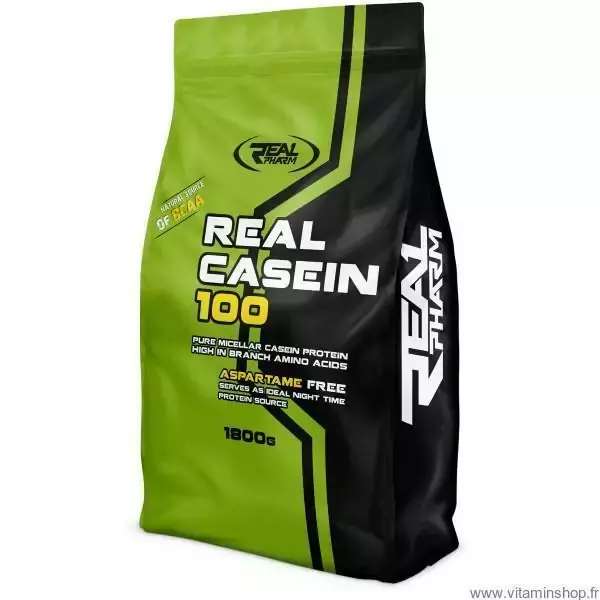 REAL
PHARM
NATURAL SOURCE
OF BCAA
REAL
CASEIN
100
PURE MICELLAR CASEIN PROTEIN
HIGH IN BRANCH AMINO ACIDS
ASPARTAME FREE
SERVES AS IDEAL NIGHT TIME
PROTEIN SOURCE
1800G
REAL
PHARM
www.vitaminshop.fr